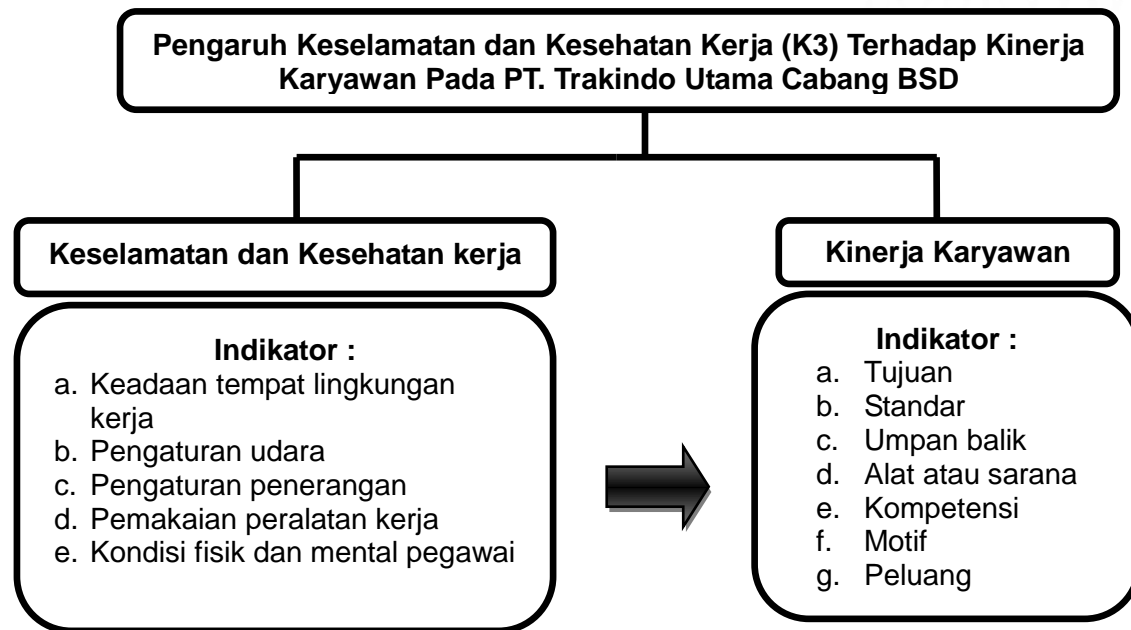 Pengaruh Keselamatan dan Kesehatan Kerja (K3) Terhadap Kinerja
Karyawan Pada PT. Trakindo Utama Cabang BSD
Keselamatan dan Kesehatan kerja
Indikator :
a. Keadaan tempat lingkungan
kerja
b. Pengaturan udara
c. Pengaturan penerangan
d. Pemakaian peralatan kerja
e. Kondisi fisik dan mental pegawai
Kinerja Karyawan
Indikator :
a. Tujuan
b. Standar
c. Umpan balik
d. Alat atau sarana
e. Kompetensi
f. Motif
g. Peluang